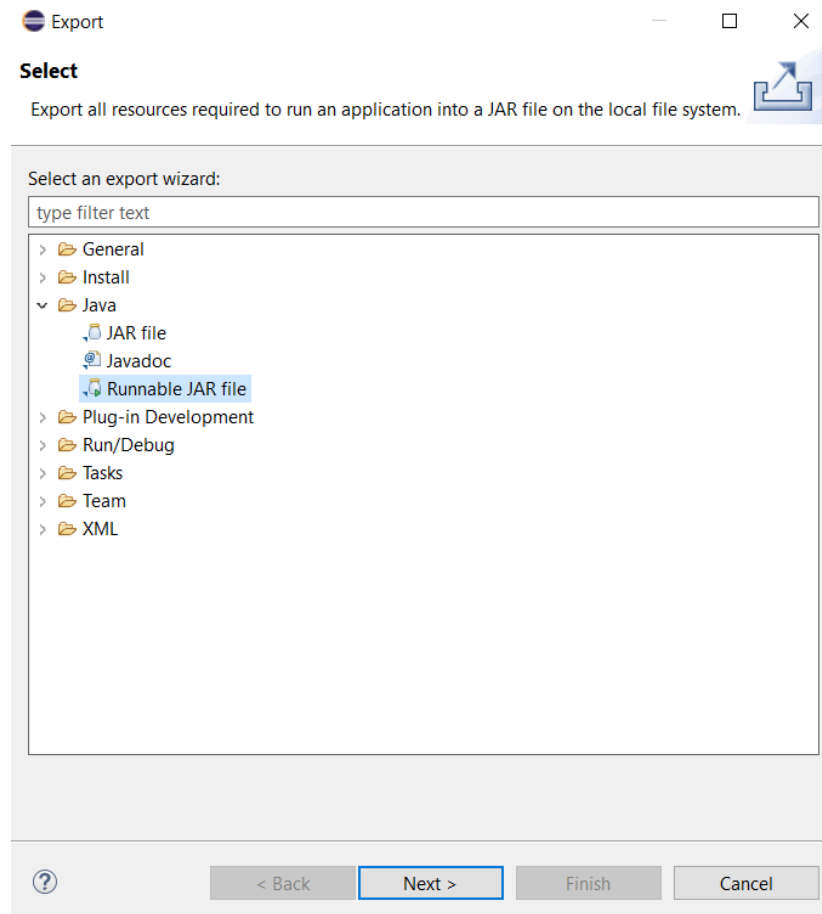 Export
Select
Export all resources required to run an application into a JAR file on the local file system.
Select an export wizard:
type filter text
General
Install
Java
JAR file
Javadoc
Runnable JAR file
Plug-in Development
Run/Debug
Tasks
Team
XML
? < Back Next > Finish Cancel